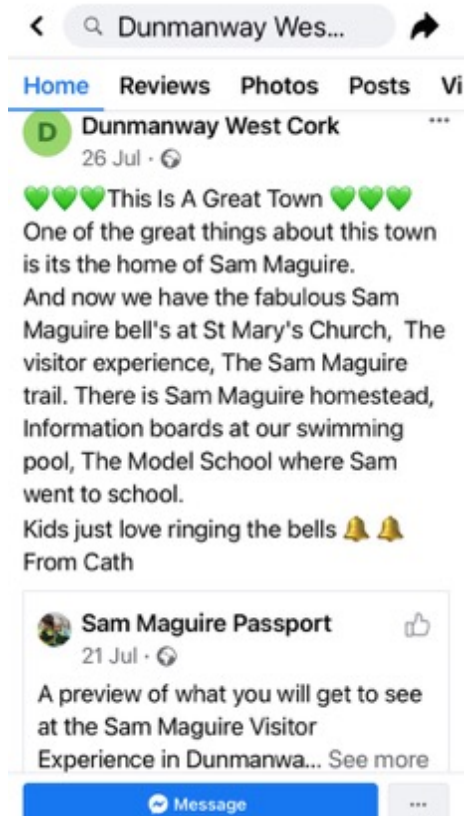 Dunmanway Wes...
Home Reviews Photos Posts Vi
D Dunmanway West Cork ...
26 Jul ·
💚💚💚This Is A Great Town 💚💚💚
One of the great things about this town
is its the home of Sam Maguire.
And now we have the fabulous Sam
Maguire bell's at St Mary's Church, The
visitor experience, The Sam Maguire
trail. There is Sam Maguire homestead,
Information boards at our swimming
pool, The Model School where Sam
went to school.
Kids just love ringing the bells 🔔 🔔
From Cath
Sam Maguire Passport
21 Jul ·
A preview of what you will get to see
at the Sam Maguire Visitor
Experience in Dunmanwa... See more
Message ...